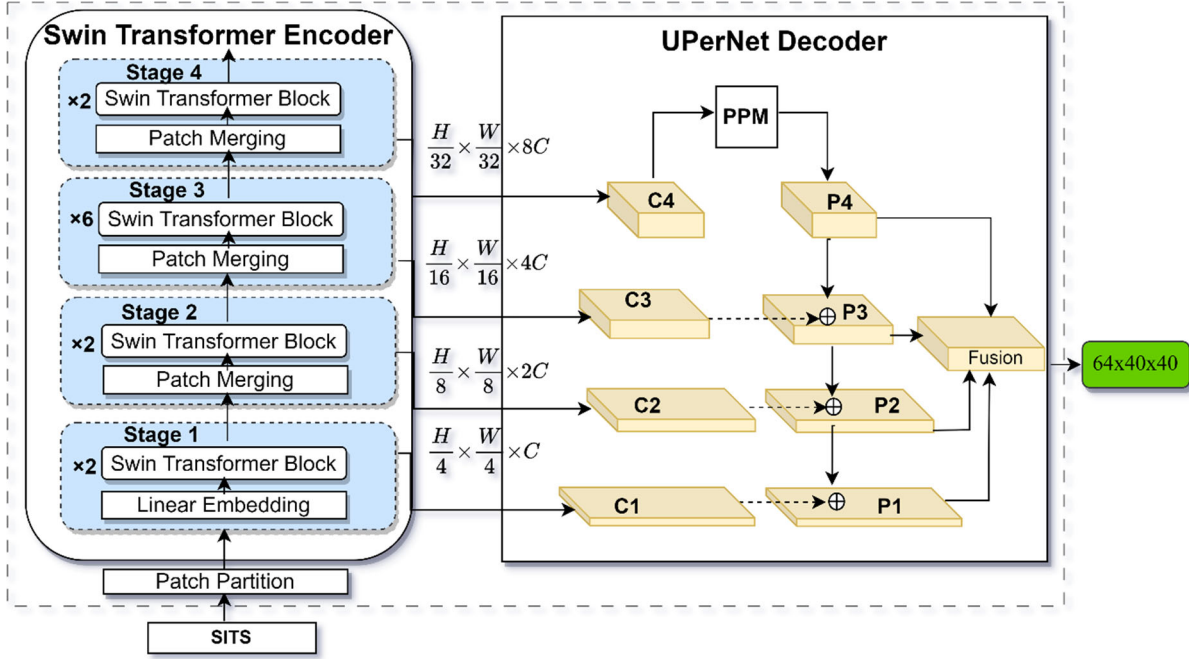 Swin Transformer Encoder
Stage 4
×2
Swin Transformer Block
Patch Merging
Stage 3
×6
Swin Transformer Block
Patch Merging
Stage 2
×2
Swin Transformer Block
Patch Merging
Stage 1
×2
Swin Transformer Block
Linear Embedding
Patch Partition
SITS
H/32 × W/32 × 8C
H/16 × W/16 × 4C
H/8 × W/8 × 2C
H/4 × W/4 × C
UPerNet Decoder
PPM
C4
P4
C3
⊕ P3
C2
⊕ P2
C1
⊕ P1
Fusion
64x40x40